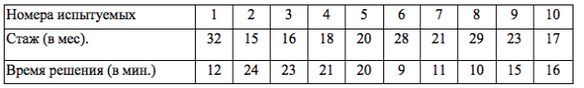 Номера испытуемых 1 2 3 4 5 6 7 8 9 10
Стаж (в мес). 32 15 16 18 20 28 21 29 23 17
Время решения (в мин.) 12 24 23 21 20 9 11 10 15 16